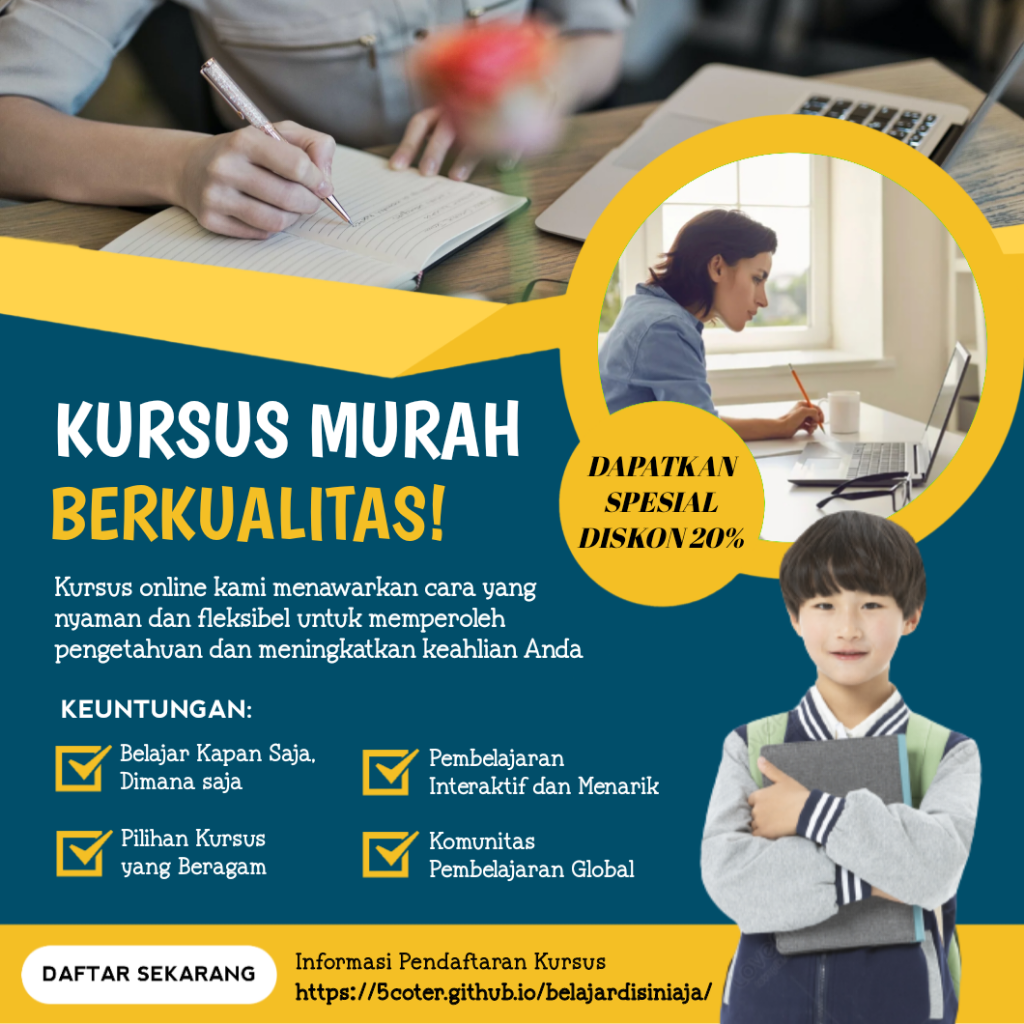 KURSUS MURAH
BERKUALITAS!
DAPATKAN
SPESIAL
DISKON 20%
Kursus online kami menawarkan cara yang
nyaman dan fleksibel untuk memperoleh
pengetahuan dan meningkatkan keahlian Anda
KEUNTUNGAN:
Belajar Kapan Saja,
Dimana saja
Pembelajaran
Interaktif dan Menarik
Pilihan Kursus
yang Beragam
Komunitas
Pembelajaran Global
DAFTAR SEKARANG
Informasi Pendaftaran Kursus
https://5coter.github.io/belajardisiniaja/